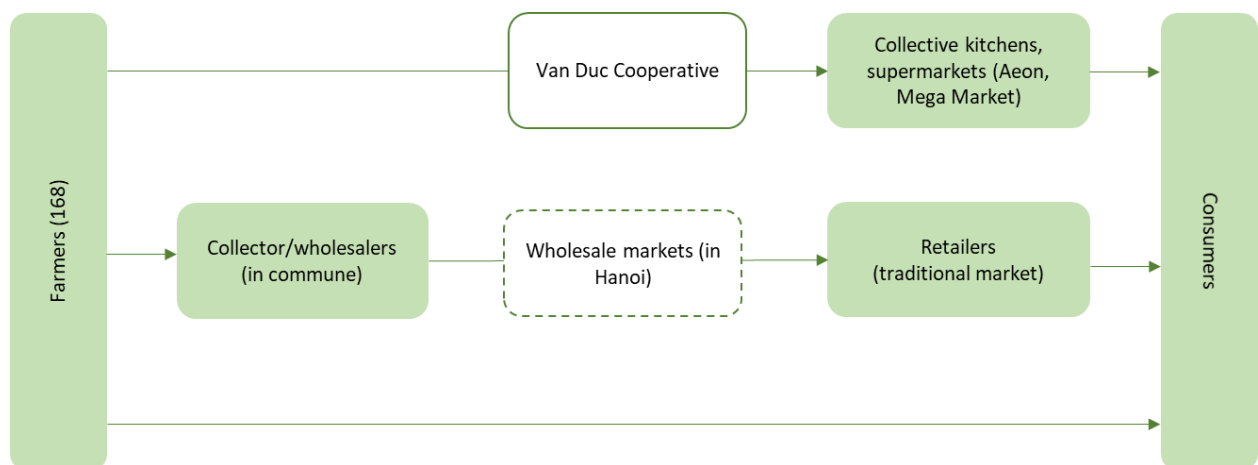 Farmers (168)
Van Duc Cooperative
Collective kitchens,
supermarkets (Aeon,
Mega Market)
Collector/wholesalers
(in commune)
Wholesale markets (in
Hanoi)
Retailers
(traditional market)
Consumers